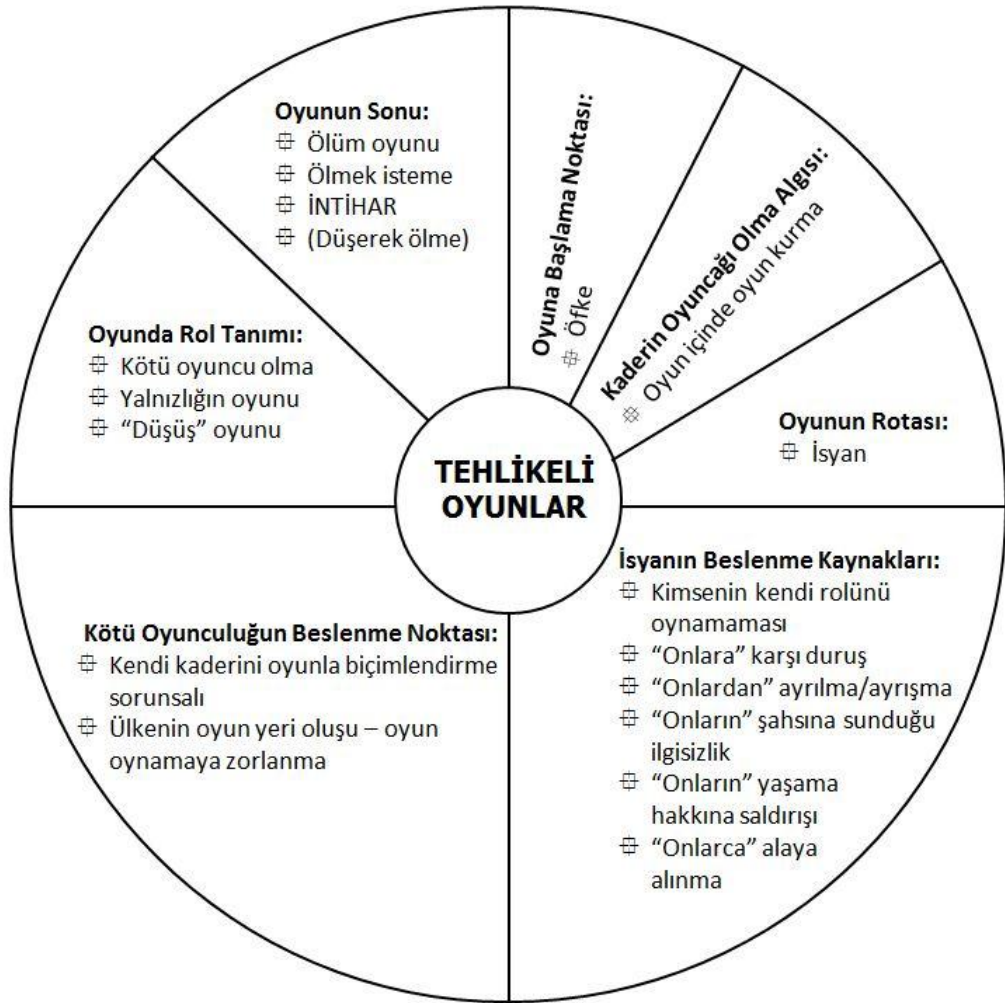 TEHLİKELİ
OYUNLAR
Oyuna Başlama Noktası:
Öfke
Kaderin Oyuncağı Olma Algısı:
Oyun içinde oyun kurma
Oyunun Rotası:
İsyan
İsyanın Beslenme Kaynakları:
Kimsenin kendi rolünü
oynamaması
“Onlara” karşı duruş
“Onlardan” ayrılma/ayrışma
“Onların” şahsına sunduğu
ilgisizlik
“Onların” yaşama
hakkına saldırışı
“Onlarca” alaya
alınma
Kötü Oyunculuğun Beslenme Noktası:
Kendi kaderini oyunla biçimlendirme
sorunsalı
Ülkenin oyun yeri oluşu – oyun
oynamaya zorlanma
Oyunda Rol Tanımı:
Kötü oyuncu olma
Yalnızlığın oyunu
“Düşüş” oyunu
Oyunun Sonu:
Ölüm oyunu
Ölmek isteme
İNTİHAR
(Düşerek ölme)